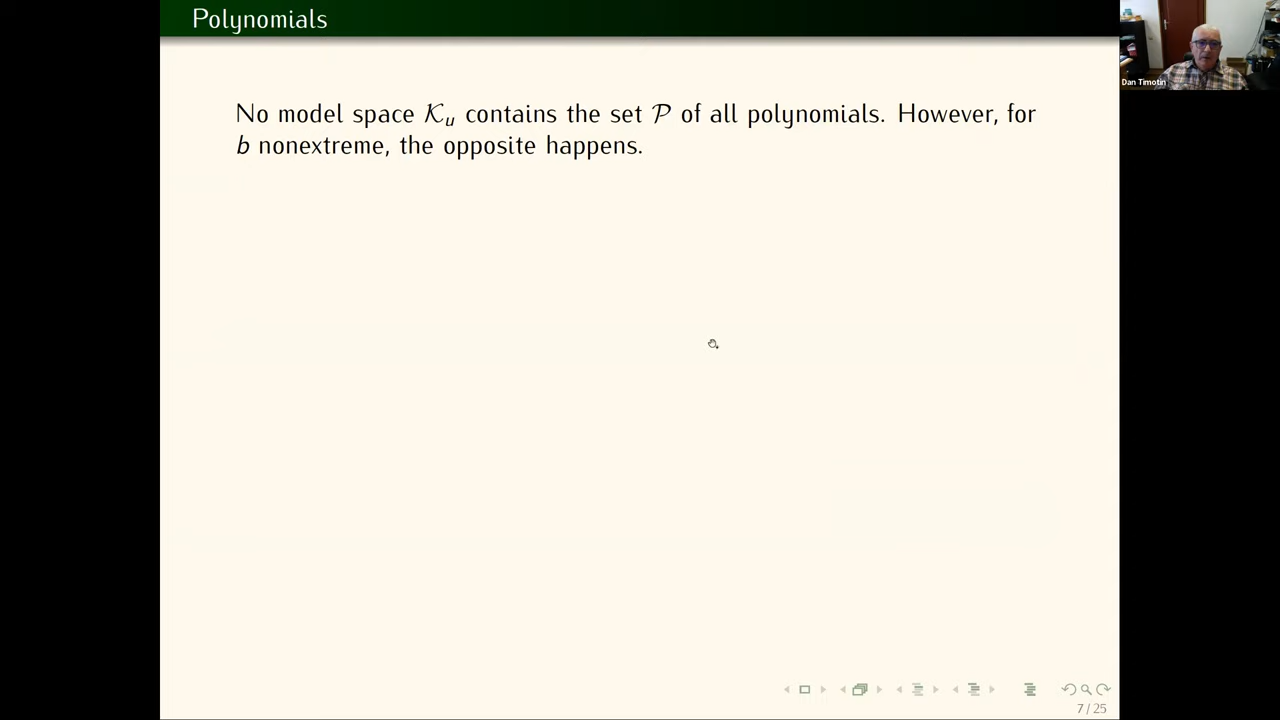 Polynomials
Dan Timotin
No model space 𝒦ᵤ contains the set 𝒫 of all polynomials. However, for
b nonextreme, the opposite happens.
7 / 25